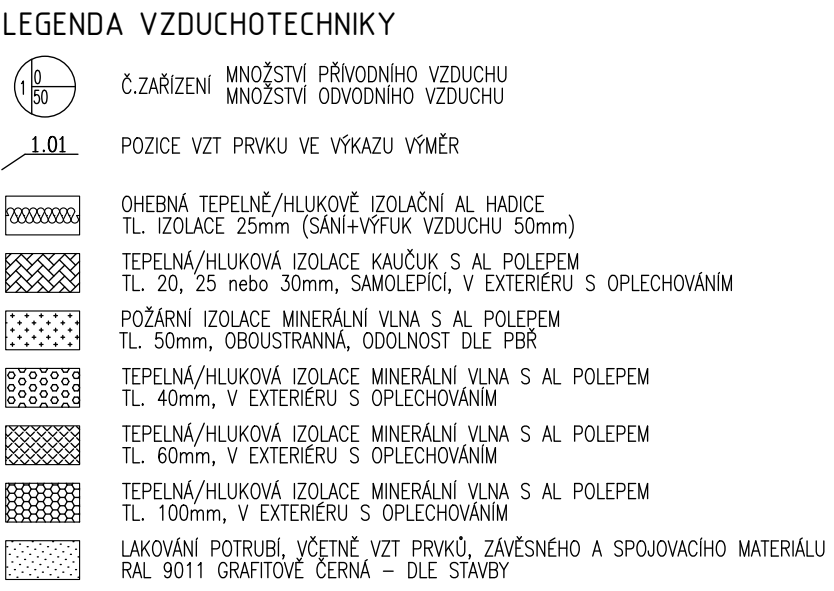 LEGENDA VZDUCHOTECHNIKY
1 0 50
Č.ZAŘÍZENÍ MNOŽSTVÍ PŘÍVODNÍHO VZDUCHU
MNOŽSTVÍ ODVODNÍHO VZDUCHU
1.01 POZICE VZT PRVKU VE VÝKAZU VÝMĚR
OHEBNÁ TEPELNĚ/HLUKOVĚ IZOLAČNÍ AL HADICE
TL. IZOLACE 25mm (SÁNÍ+VÝFUK VZDUCHU 50mm)
TEPELNÁ/HLUKOVÁ IZOLACE KAUČUK S AL POLEPEM
TL. 20, 25 nebo 30mm, SAMOLEPÍCÍ, V EXTERIÉRU S OPLECHOVÁNÍM
POŽÁRNÍ IZOLACE MINERÁLNÍ VLNA S AL POLEPEM
TL. 50mm, OBOUSTRANNÁ, ODOLNOST DLE PBŘ
TEPELNÁ/HLUKOVÁ IZOLACE MINERÁLNÍ VLNA S AL POLEPEM
TL. 40mm, V EXTERIÉRU S OPLECHOVÁNÍM
TEPELNÁ/HLUKOVÁ IZOLACE MINERÁLNÍ VLNA S AL POLEPEM
TL. 60mm, V EXTERIÉRU S OPLECHOVÁNÍM
TEPELNÁ/HLUKOVÁ IZOLACE MINERÁLNÍ VLNA S AL POLEPEM
TL. 100mm, V EXTERIÉRU S OPLECHOVÁNÍM
LAKOVÁNÍ POTRUBÍ, VČETNĚ VZT PRVKŮ, ZÁVĚSNÉHO A SPOJOVACÍHO MATERIÁLU
RAL 9011 GRAFITOVĚ ČERNÁ – DLE STAVBY